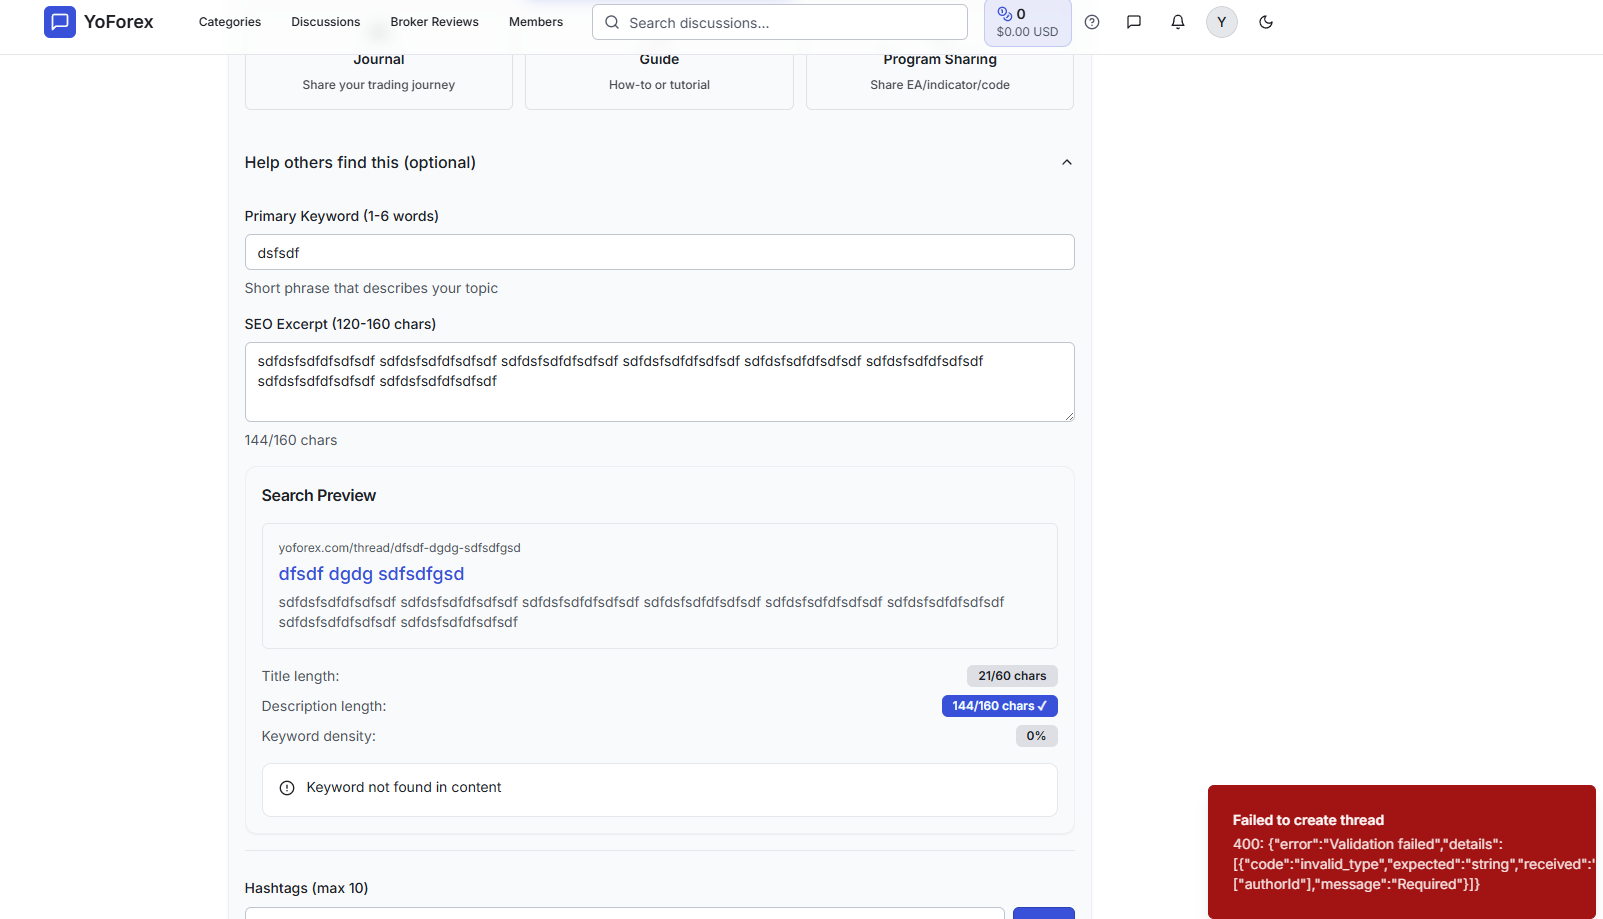 YoForex
Categories
Discussions
Broker Reviews
Members
Search discussions...
0
$0.00 USD
Y
Journal
Share your trading journey
Guide
How-to or tutorial
Program Sharing
Share EA/indicator/code
Help others find this (optional)
Primary Keyword (1-6 words)
dsfsdf
Short phrase that describes your topic
SEO Excerpt (120-160 chars)
sdfdsfsdfdfsdfsdf sdfdsfsdfdfsdfsdf sdfdsfsdfdfsdfsdf sdfdsfsdfdfsdfsdf sdfdsfsdfdfsdfsdf sdfdsfsdfdfsdfsdf
sdfdsfsdfdfsdfsdf sdfdsfsdfdfsdfsdf
144/160 chars
Search Preview
yoforex.com/thread/dfsdf-dgdg-sdfsdfgsd
dfsdf dgdg sdfsdfgsd
sdfdsfsdfdfsdfsdf sdfdsfsdfdfsdfsdf sdfdsfsdfdfsdfsdf sdfdsfsdfdfsdfsdf sdfdsfsdfdfsdfsdf sdfdsfsdfdfsdfsdf
sdfdsfsdfdfsdfsdf sdfdsfsdfdfsdfsdf
Title length:
21/60 chars
Description length:
144/160 chars ✓
Keyword density:
0%
Keyword not found in content
Hashtags (max 10)
Failed to create thread
400: {"error":"Validation failed","details":
[{"code":"invalid_type","expected":"string","received":"
["authorId"],"message":"Required"}]}